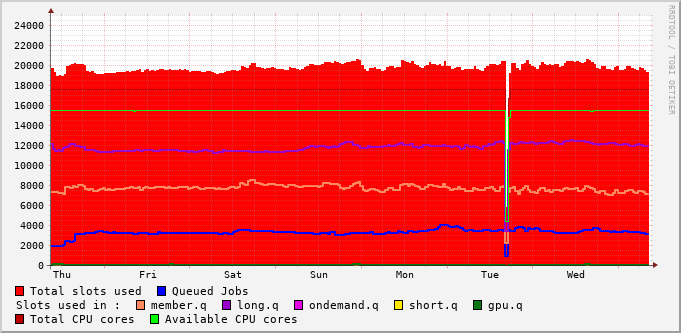 RRDTOOL / TOBI OETIKER
24000
22000
20000
18000
16000
14000
12000
10000
8000
6000
4000
2000
0
Thu Fri Sat Sun Mon Tue Wed
Total slots used Queued Jobs
Slots used in : member.q long.q ondemand.q short.q gpu.q
Total CPU cores Available CPU cores